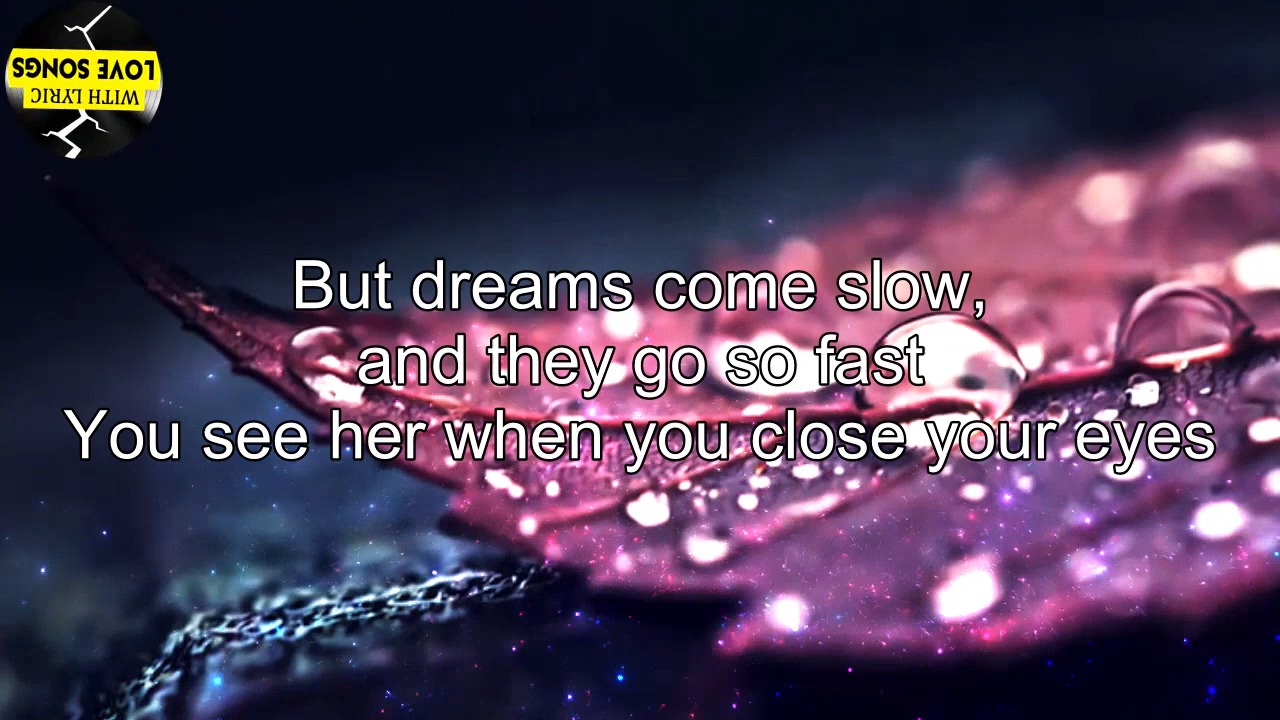 LOVE SONGS
WITH LYRIC
But dreams come slow,
and they go so fast
You see her when you close your eyes